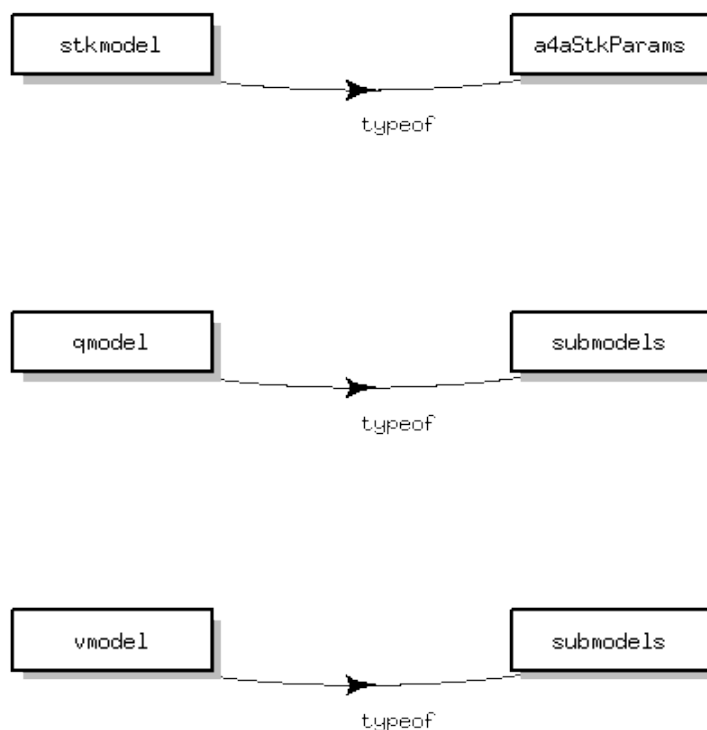 stkmodel a4aStkParams
typeof
qmodel submodels
typeof
vmodel submodels
typeof